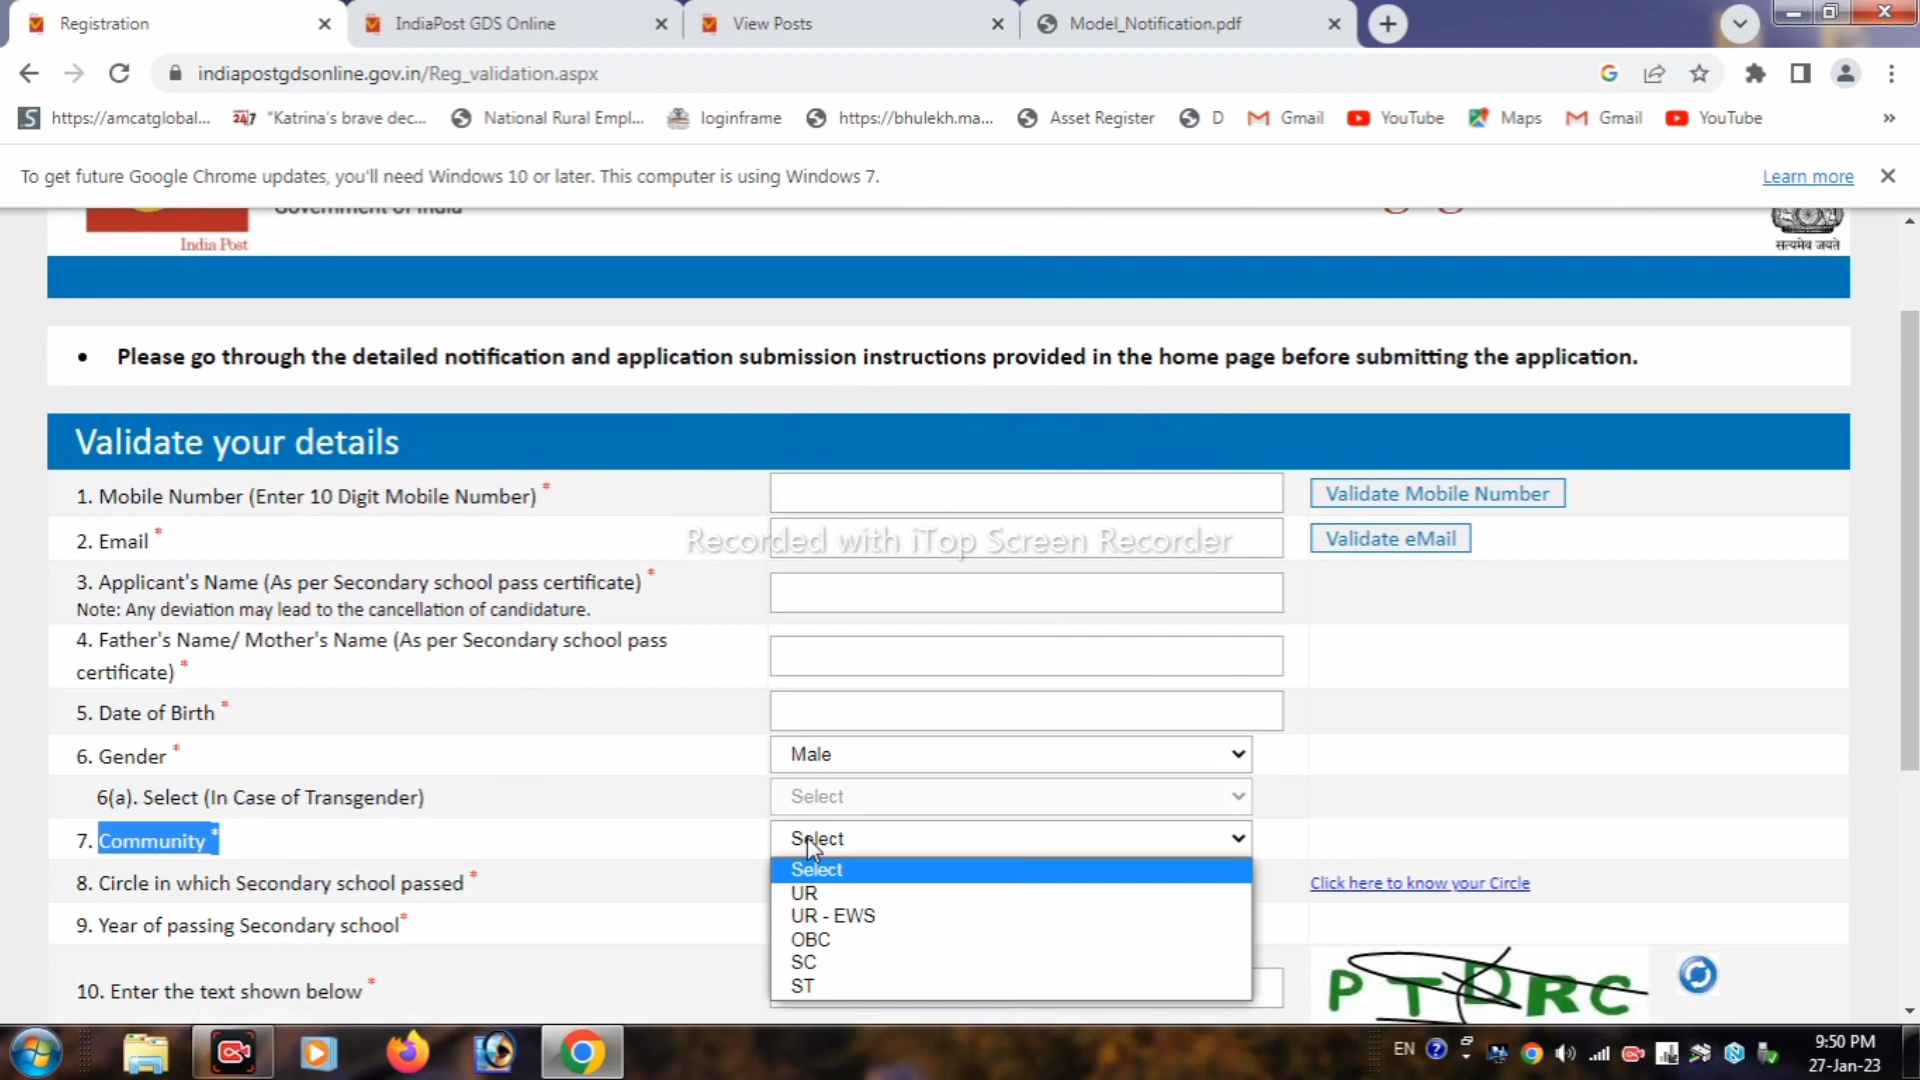 Registration
IndiaPost GDS Online
View Posts
Model_Notification.pdf
indiapostgdsonline.gov.in/Reg_validation.aspx
https://amcatglobal...
"Katrina's brave dec...
National Rural Empl...
loginframe
https://bhulekh.ma...
Asset Register
D
Gmail
YouTube
Maps
Gmail
YouTube
»
To get future Google Chrome updates, you'll need Windows 10 or later. This computer is using Windows 7.
Learn more
Government of India
India Post
सत्यमेव जयते
• Please go through the detailed notification and application submission instructions provided in the home page before submitting the application.
Validate your details
1. Mobile Number (Enter 10 Digit Mobile Number) *
Validate Mobile Number
2. Email *
Recorded with iTop Screen Recorder
Validate eMail
3. Applicant's Name (As per Secondary school pass certificate) *
Note: Any deviation may lead to the cancellation of candidature.
4. Father's Name/ Mother's Name (As per Secondary school pass
certificate) *
5. Date of Birth *
6. Gender *
Male
6(a). Select (In Case of Transgender)
Select
7. Community *
Select
Select
UR
UR - EWS
OBC
SC
ST
8. Circle in which Secondary school passed *
Click here to know your Circle
9. Year of passing Secondary school*
10. Enter the text shown below *
PTDRC
EN
9:50 PM
27-Jan-23